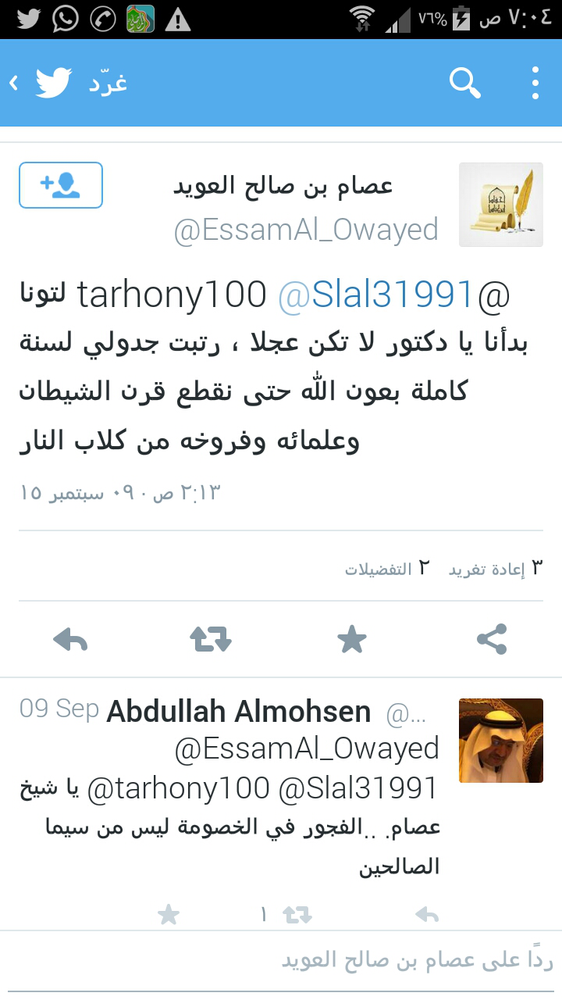 ٧:٠٤ ص ٧٦%
غرّد
عصام بن صالح العويد
@EssamAl_Owayed
@tarhony100 @Slal31991 لتونا
بدأنا يا دكتور لا تكن عجلا ، رتبت جدولي لسنة
كاملة بعون الله حتى نقطع قرن الشيطان
وعلمائه وفروخه من كلاب النار
٢:١٣ ص · ٠٩ سبتمبر ١٥
٣ إعادة تغريد ٢ التفضيلات
Abdullah Almohsen @... 09 Sep
@EssamAl_Owayed
@tarhony100 @Slal31991 يا شيخ
عصام. ..الفجور في الخصومة ليس من سيما
الصالحين
١
ردًا على عصام بن صالح العويد